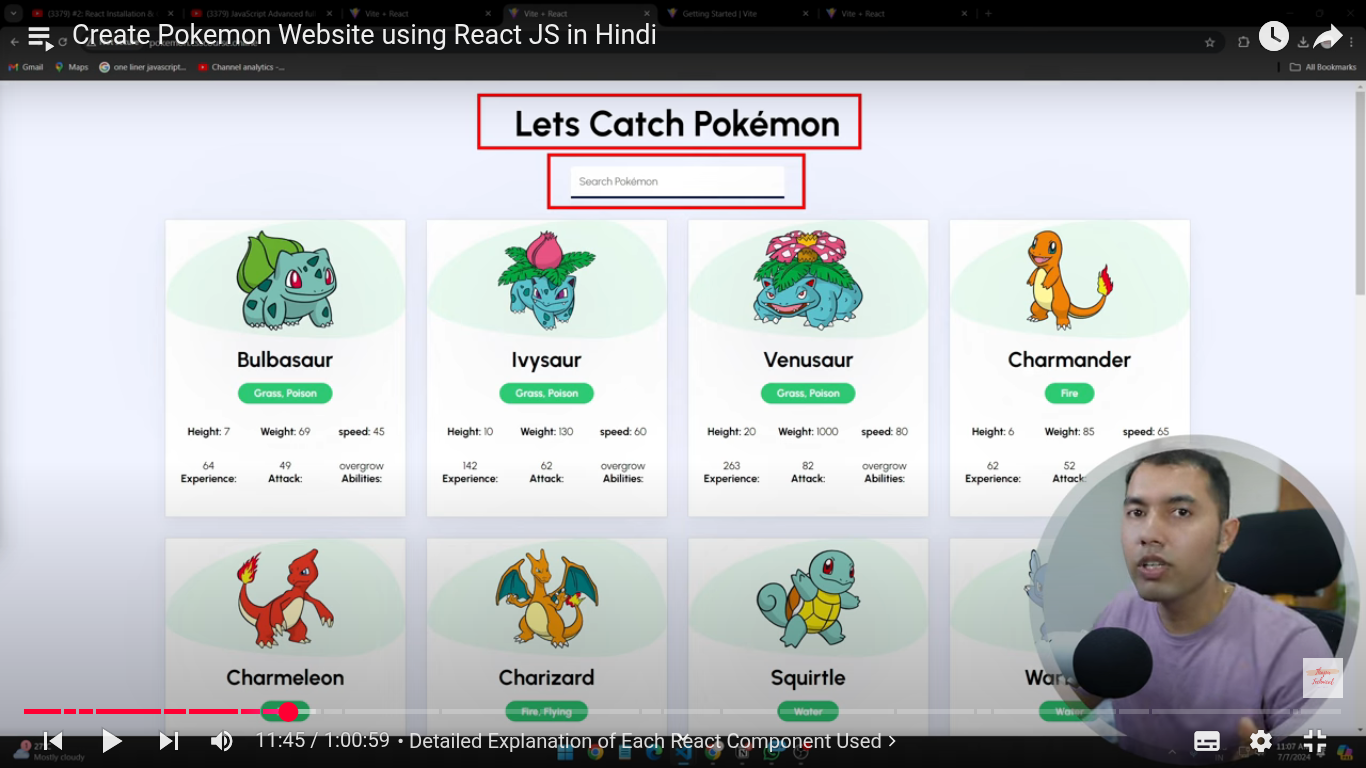 (3379) #2: React Installation &
(3379) JavaScript Advanced
Vite + React
Vite + React
Getting Started | Vite
Vite + React
Create Pokemon Website using React JS in Hindi
Gmail
Maps
one liner javascript...
Channel analytics -...
All Bookmarks
Lets Catch Pokémon
Search Pokémon
Bulbasaur
Ivysaur
Venusaur
Charmander
Grass, Poison
Grass, Poison
Grass, Poison
Fire
Height: 7 Weight: 69 speed: 45
Height: 10 Weight: 130 speed: 60
Height: 20 Weight: 1000 speed: 80
Height: 6 Weight: 85 speed: 65
64 49 overgrow
Experience: Attack: Abilities:
142 62 overgrow
Experience: Attack: Abilities:
263 82 overgrow
Experience: Attack: Abilities:
62 52
Experience: Attack:
Charmeleon
Charizard
Squirtle
Fire, Flying
Water
Thapa
Technical
11:45 / 1:00:59 • Detailed Explanation of Each React Component Used >
Mostly cloudy
11:07
7/7/2024